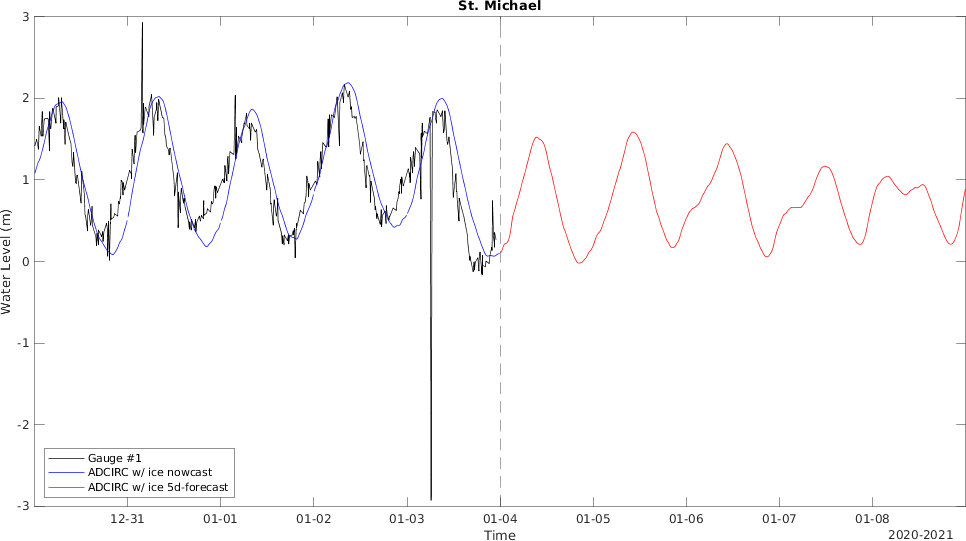 St. Michael
Water Level (m)
3
2
1
0
-1
-2
-3
Gauge #1
ADCIRC w/ ice nowcast
ADCIRC w/ ice 5d-forecast
12-31 01-01 01-02 01-03 01-04 01-05 01-06 01-07 01-08
Time
2020-2021